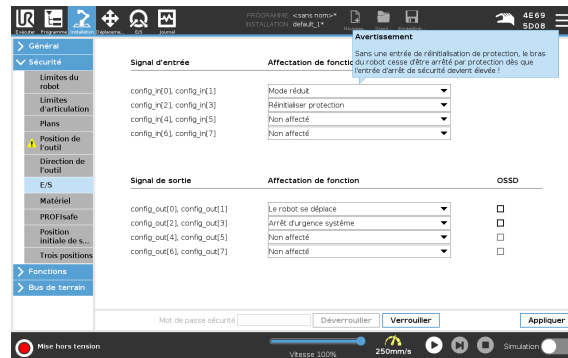 PROGRAMME <sans nom>*
INSTALLATION default_1*
4E69
5D08
Exécuter Programme Installation Déplaceme... E/S Journal
Avertissement
Sans une entrée de réinitialisation de protection, le bras
du robot cesse d'être arrêté par protection dès que
l'entrée d'arrêt de sécurité devient élevée !
Général
Sécurité
Limites du
robot
Limites
d'articulation
Plans
Position de
l'outil
Direction de
l'outil
E/S
Matériel
PROFIsafe
Position
initiale de s...
Trois positions
Fonctions
Bus de terrain
Signal d'entrée Affectation de fonction
config_in[0], config_in[1] Mode réduit
config_in[2], config_in[3] Réinitialiser protection
config_in[4], config_in[5] Non affecté
config_in[6], config_in[7] Non affecté
Signal de sortie Affectation de fonction OSSD
config_out[0], config_out[1] Le robot se déplace
config_out[2], config_out[3] Arrêt d'urgence système
config_out[4], config_out[5] Non affecté
config_out[6], config_out[7] Non affecté
Mot de passe sécurité Déverrouiller Verrouiller Appliquer
Mise hors tension
Vitesse 100%
250mm/s
Simulation